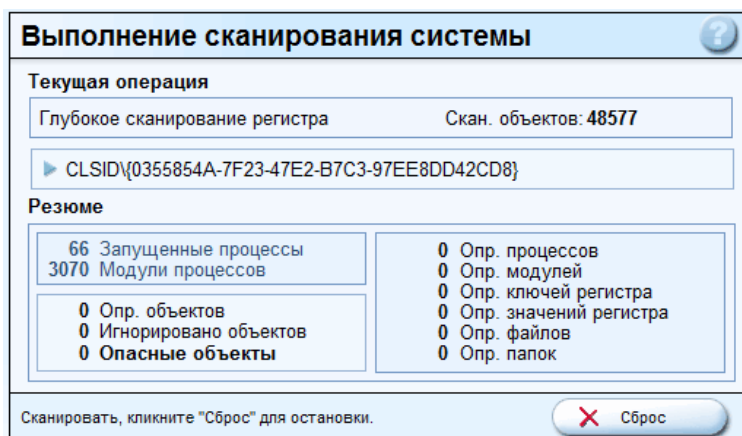 Выполнение сканирования системы
?
Текущая операция
Глубокое сканирование регистра Скан. объектов: 48577
CLSID\{0355854A-7F23-47E2-B7C3-97EE8DD42CD8}
Резюме
66 Запущенные процессы
3070 Модули процессов
0 Опр. объектов
0 Игнорировано объектов
0 Опасные объекты
0 Опр. процессов
0 Опр. модулей
0 Опр. ключей регистра
0 Опр. значений регистра
0 Опр. файлов
0 Опр. папок
Сканировать, кликните "Сброс" для остановки.
Сброс